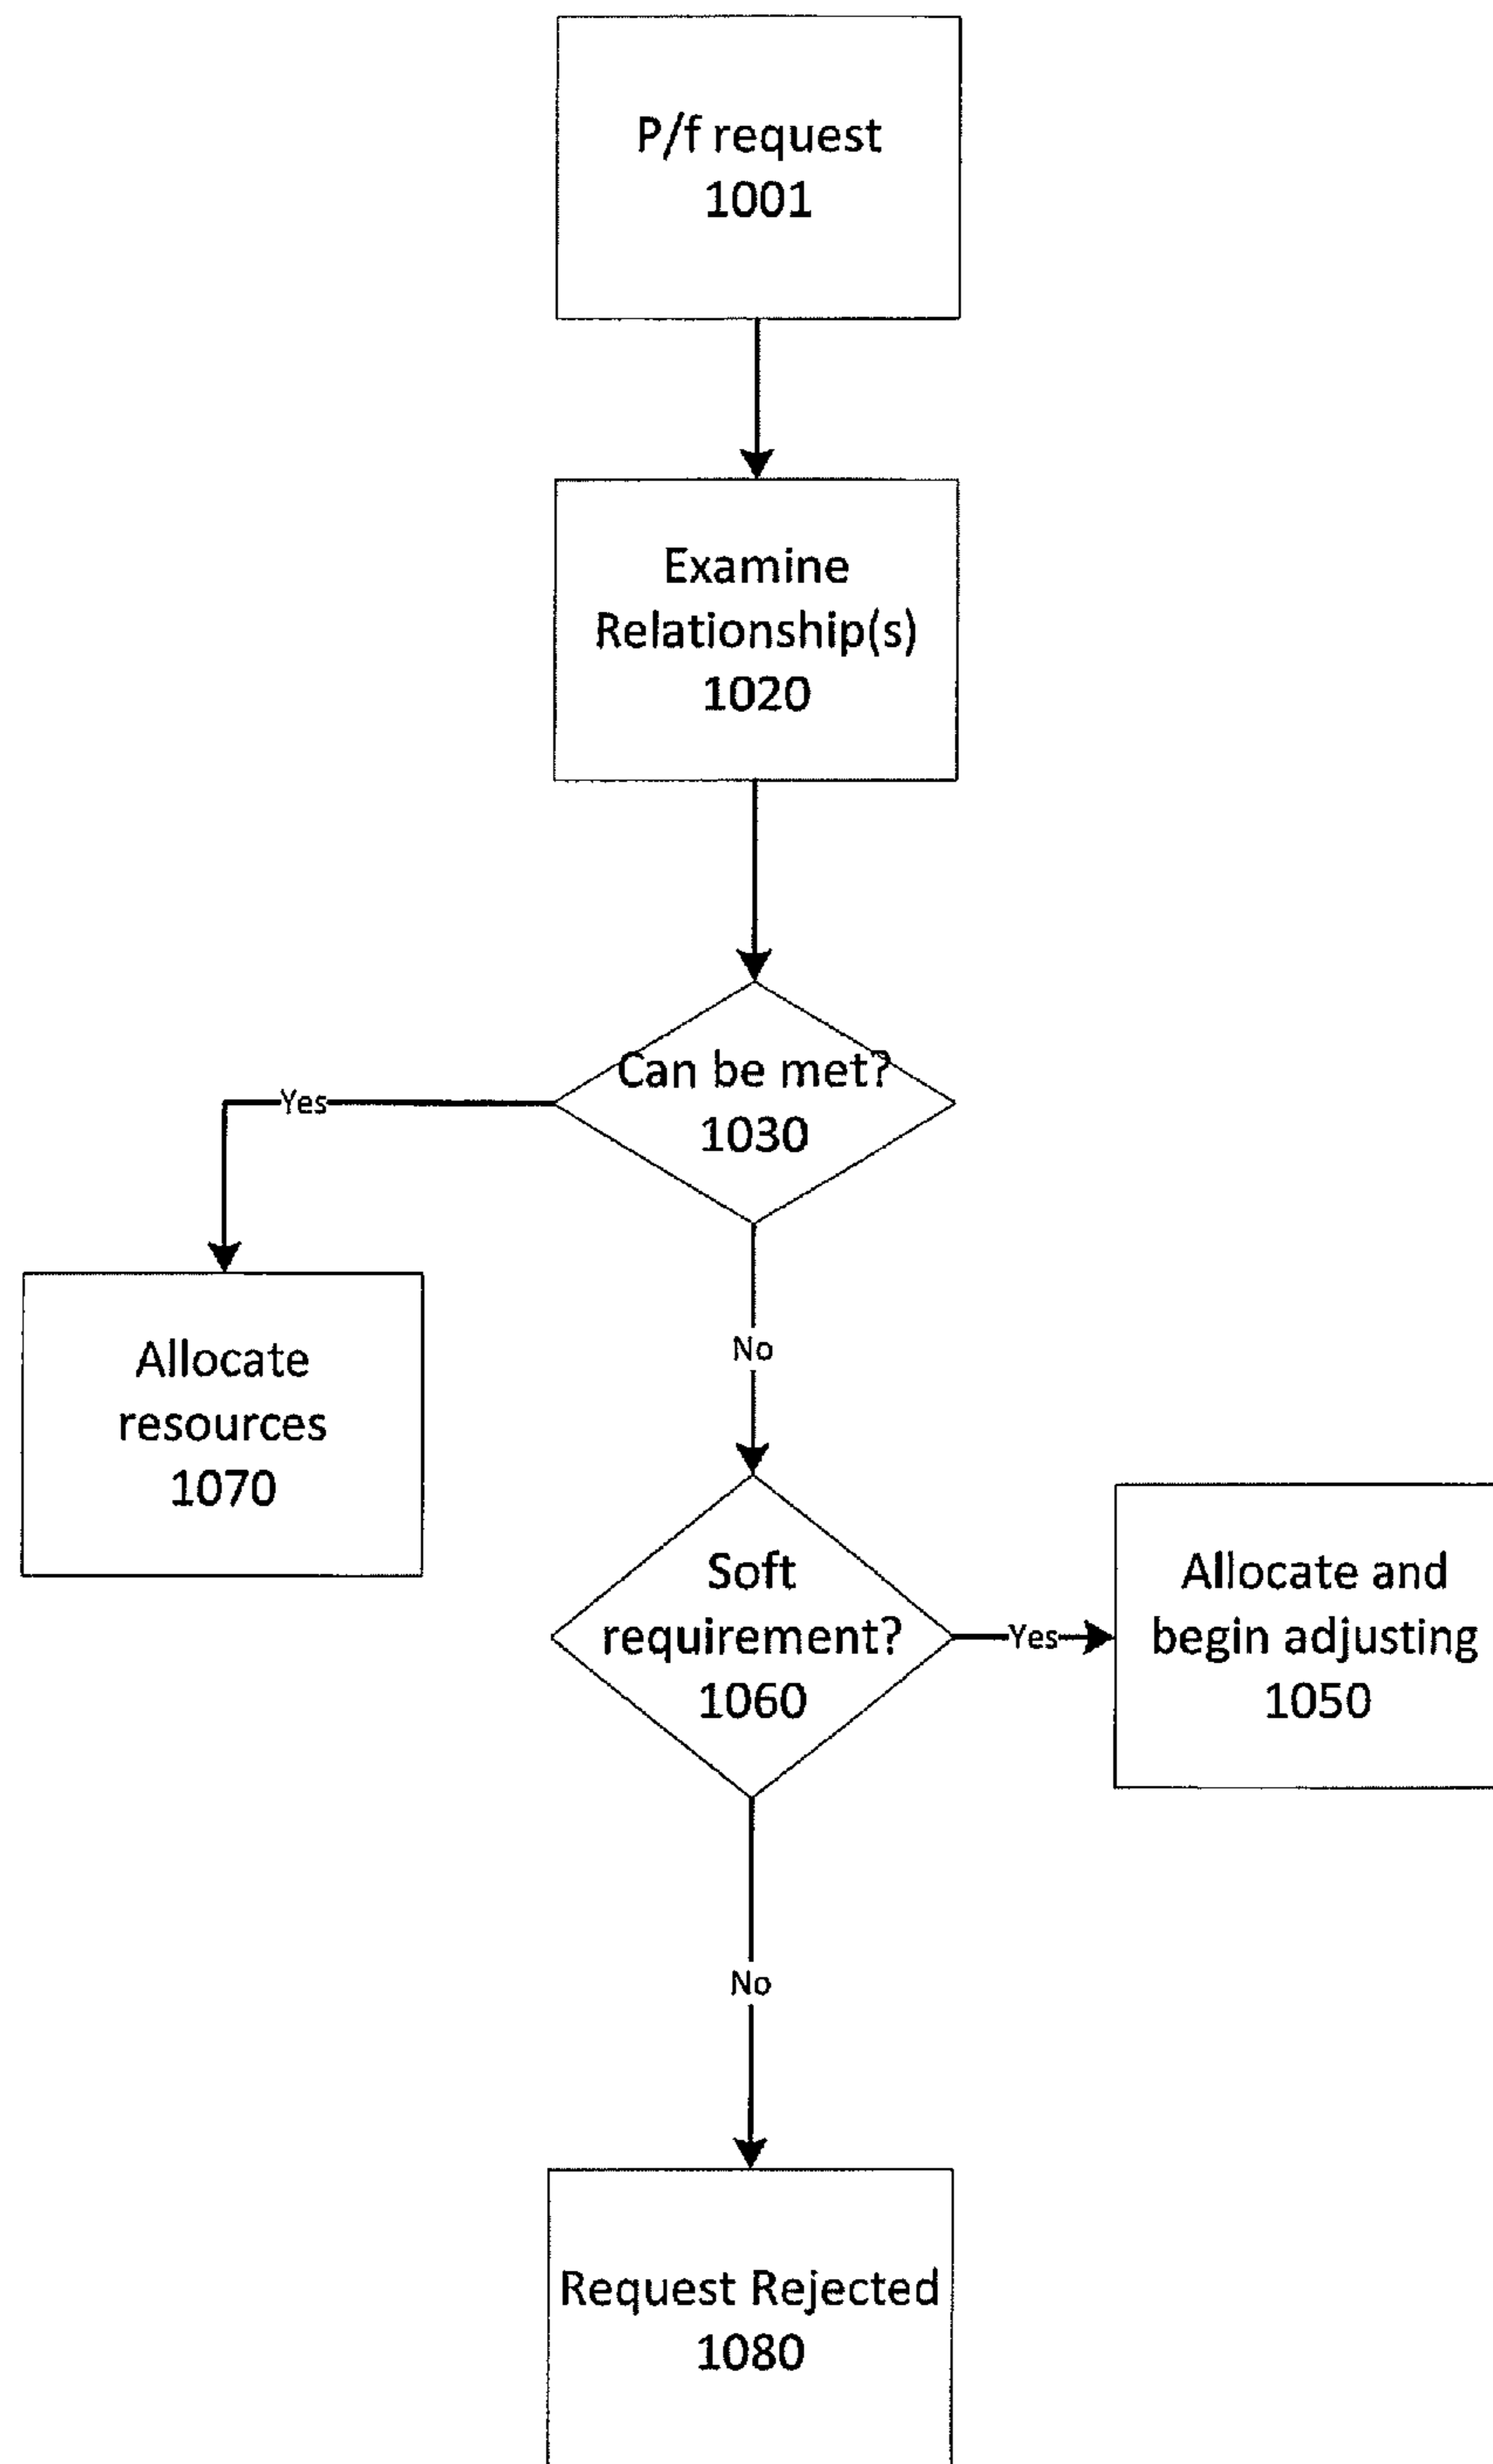 P/f request
1001
Examine
Relationship(s)
1020
Can be met?
1030
Yes
No
Allocate
resources
1070
Soft
requirement?
1060
Yes
Allocate and
begin adjusting
1050
No
Request Rejected
1080